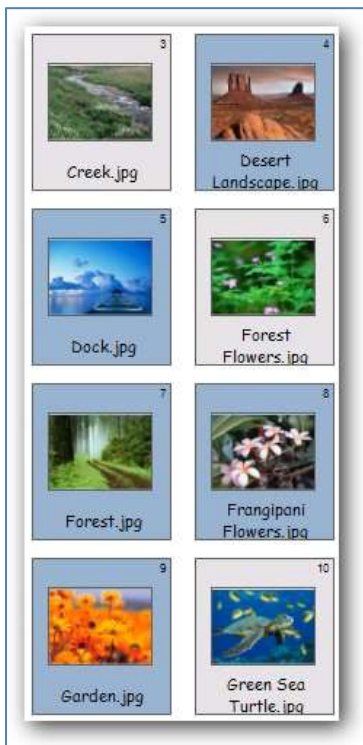 3
Creek.jpg
4
Desert
Landscape.jpg
5
Dock.jpg
6
Forest
Flowers.jpg
7
Forest.jpg
8
Frangipani
Flowers.jpg
9
Garden.jpg
10
Green Sea
Turtle.jpg